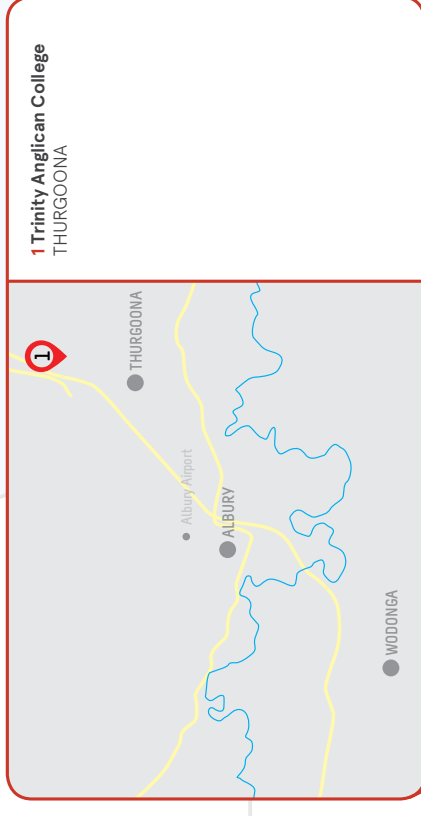 1 Trinity Anglican College
THURGOONA
1
THURGOONA
Albury Airport
ALBURY
WODONGA